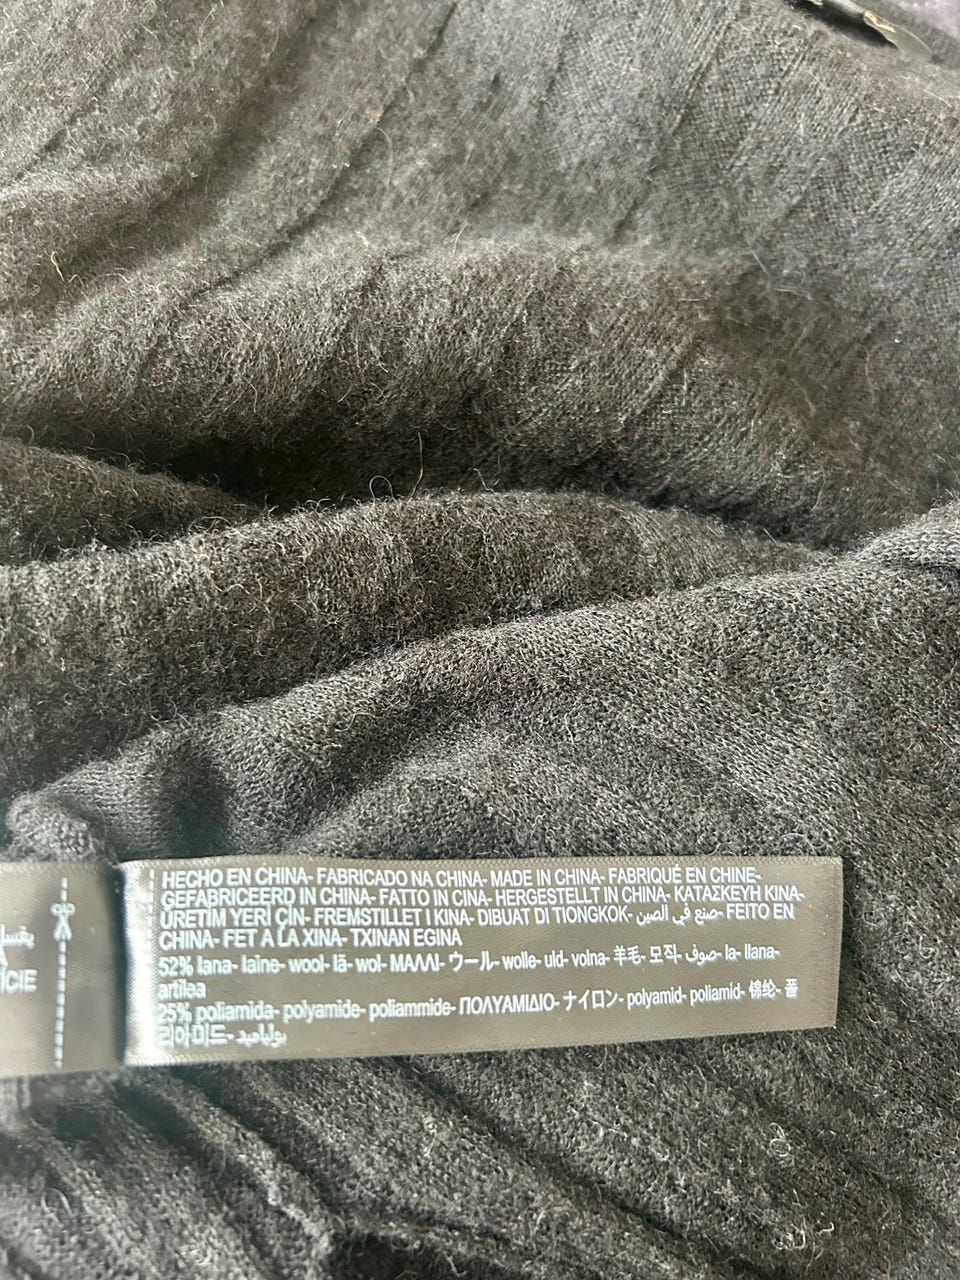 HECHO EN CHINA- FABRICADO NA CHINA- MADE IN CHINA- FABRIQUÉ EN CHINE-
GEFABRICEERD IN CHINA- FATTO IN CINA- HERGESTELLT IN CHINA- ΚΑΤΑΣΚΕΥΗ ΚΙΝΑ-
ÜRETİM YERİ ÇİN- FREMSTILLET I KINA- DIBUAT DI TIONGKOK- صنع في الصين- FEITO EN
CHINA- FET A LA XINA- TXINAN EGINA
52% lana- laine- wool- lã- wol- ΜΑΛΛΙ- ウール- wolle- uld- volna- 羊毛- 모직- صوف- la- llana-
artilea
25% poliamida- polyamide- poliammide- ΠΟΛΥΑΜΙΔΙΟ- ナイロン- polyamid- poliamid- 锦纶- 폴
리아미드- بولياميد